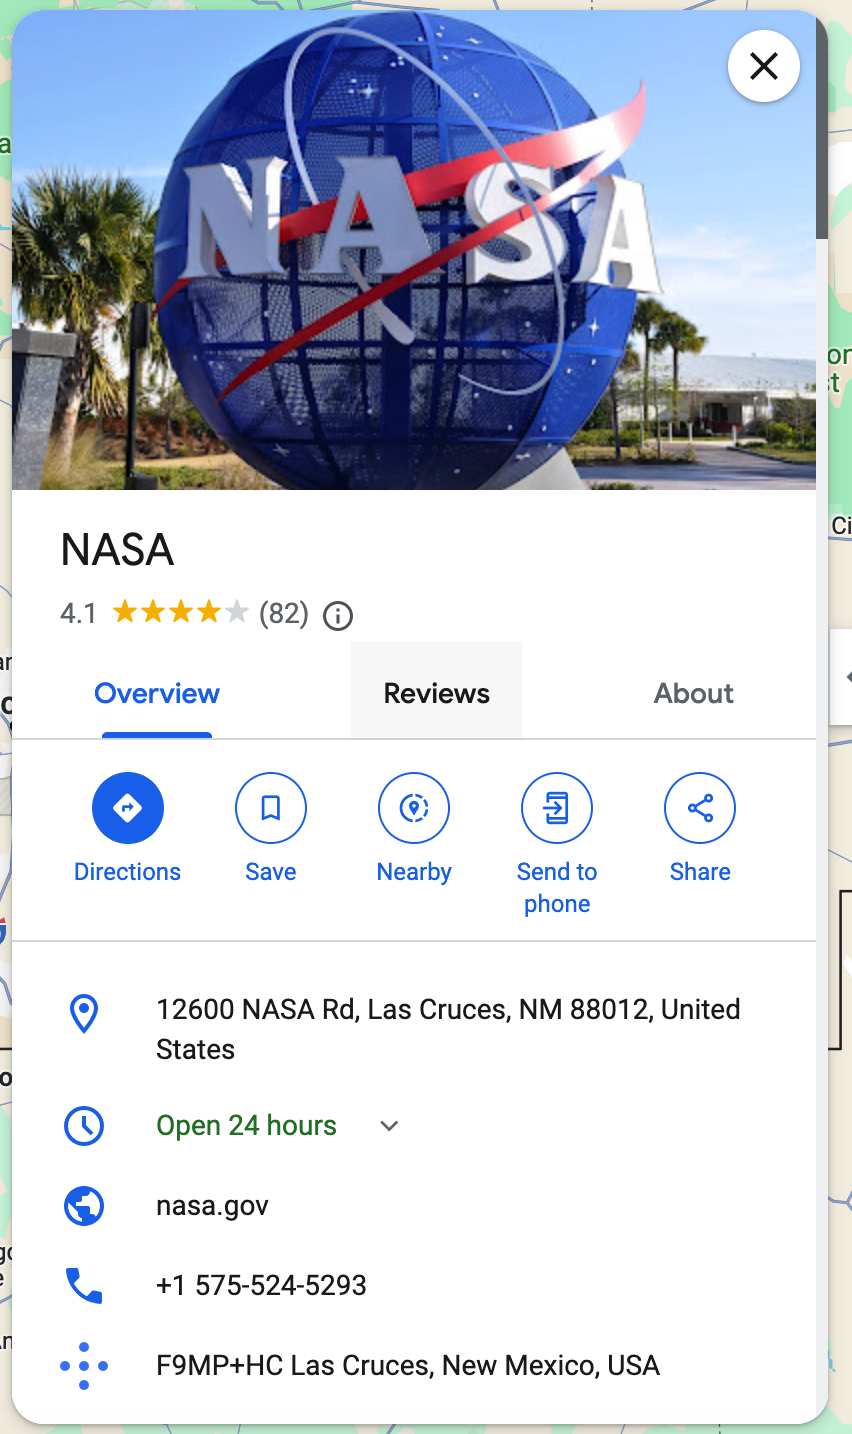 NASA
NASA
4.1 (82)
Overview Reviews About
Directions Save Nearby Send to phone Share
12600 NASA Rd, Las Cruces, NM 88012, United
States
Open 24 hours
nasa.gov
+1 575-524-5293
F9MP+HC Las Cruces, New Mexico, USA